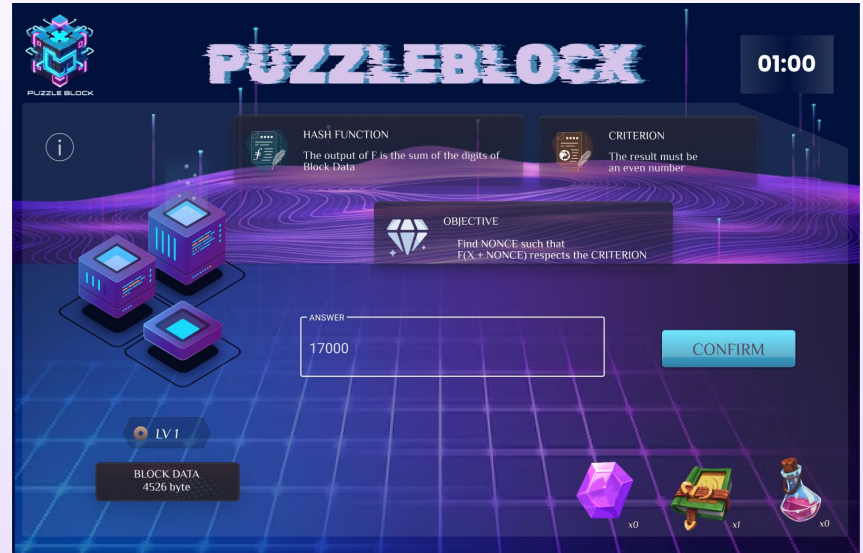 PUZZLE BLOCK
PUZZLEBLOCK
01:00
i
HASH FUNCTION
The output of F is the sum of the digits of
Block Data
CRITERION
The result must be
an even number
OBJECTIVE
Find NONCE such that
F(X + NONCE) respects the CRITERION
ANSWER
17000
CONFIRM
LV 1
BLOCK DATA
4526 byte
x0
x1
x0